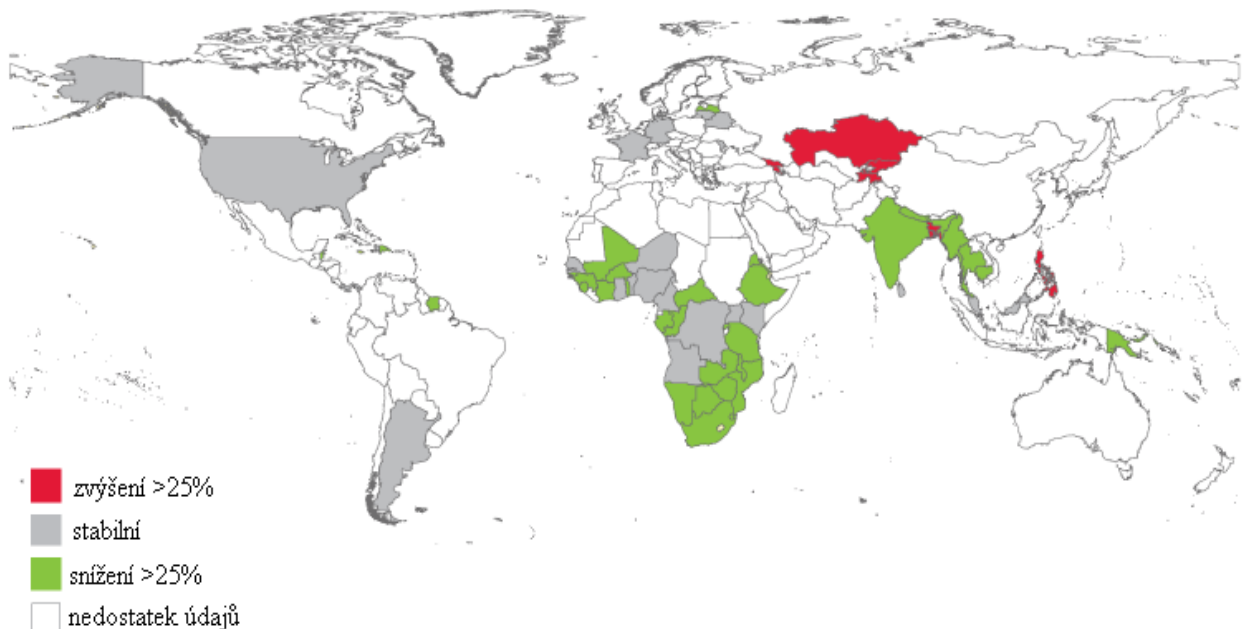 zvýšení >25%
stabilní
snížení >25%
nedostatek údajů